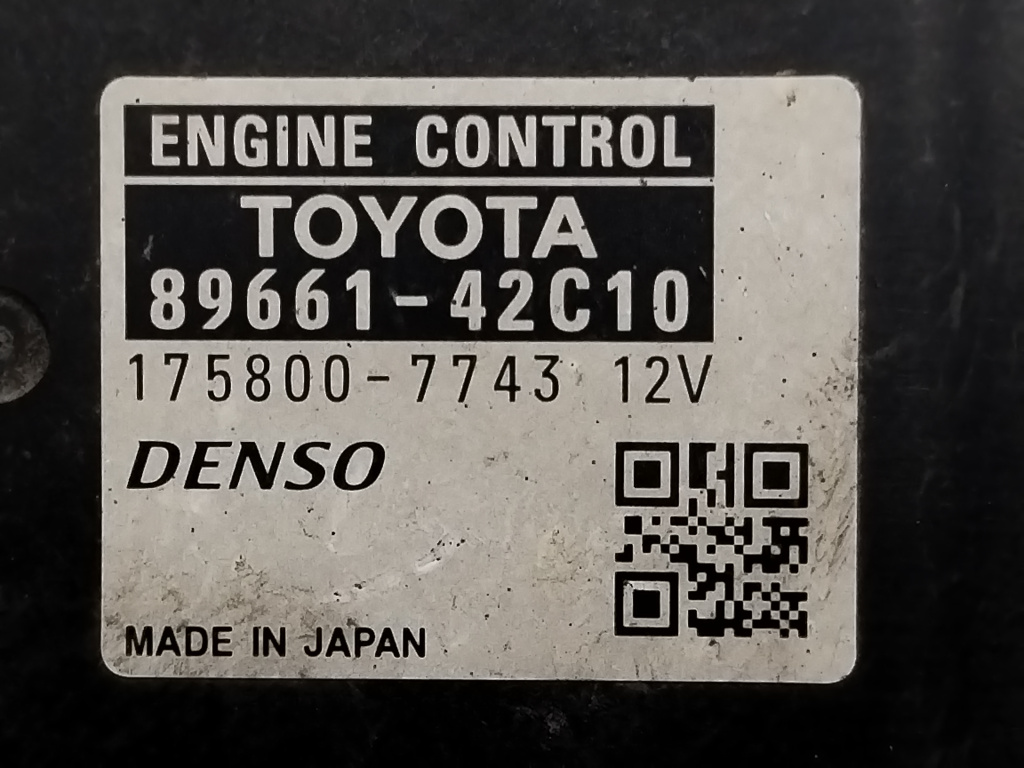 ENGINE CONTROL
TOYOTA
89661-42C10
175800-7743 12V
DENSO
MADE IN JAPAN